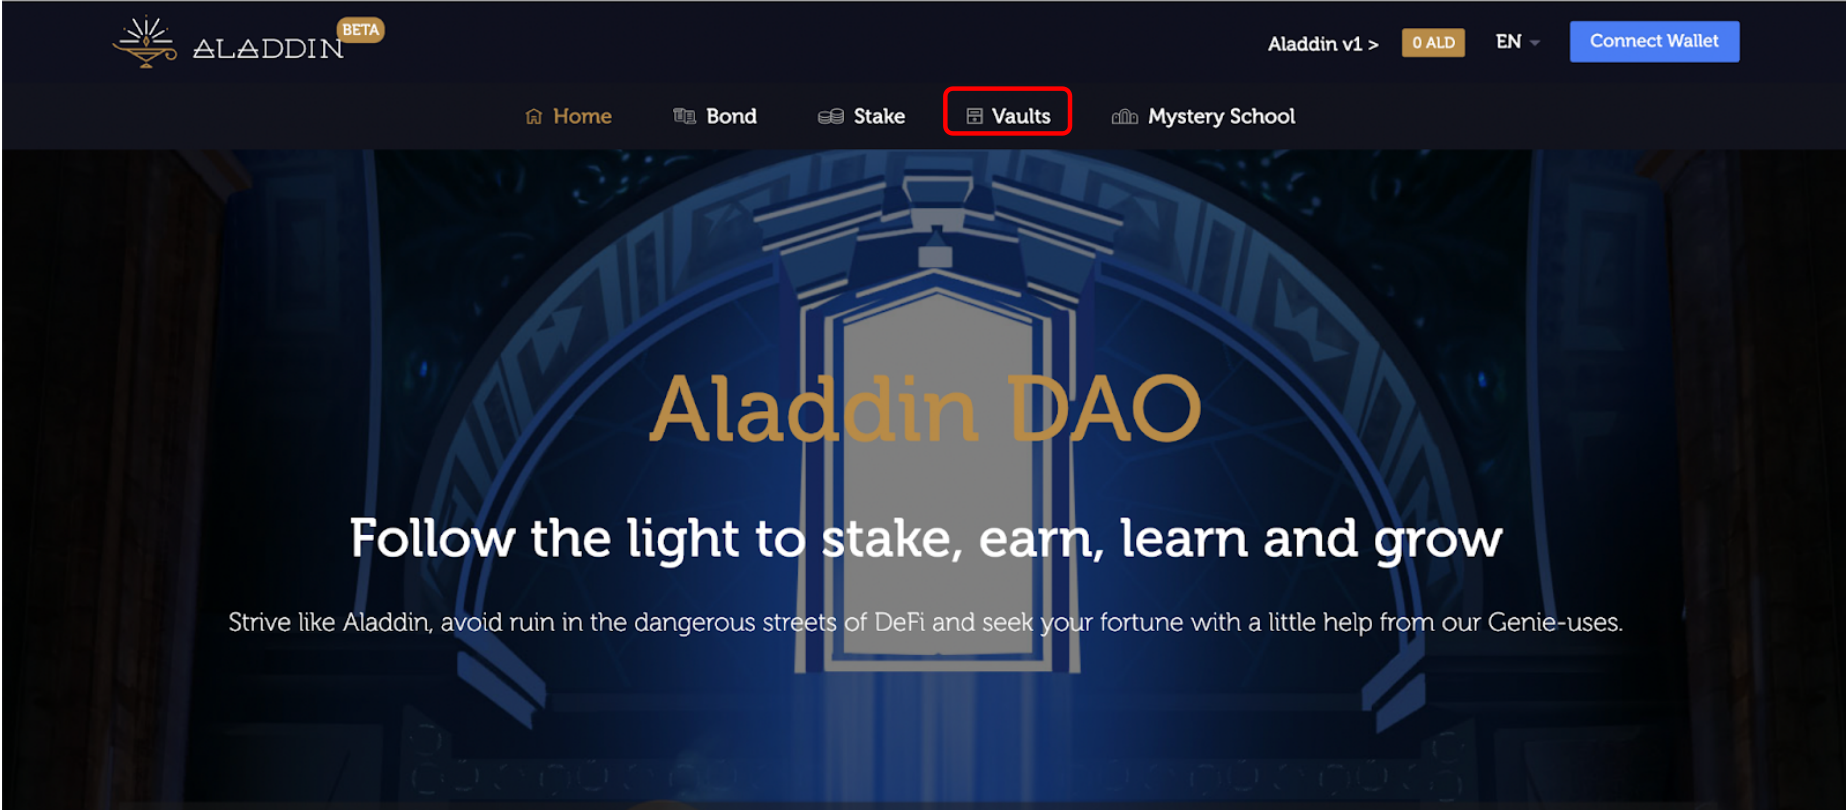 ALADDIN BETA
Aladdin v1 > 0 ALD EN Connect Wallet
Home Bond Stake Vaults Mystery School
Aladdin DAO
Follow the light to stake, earn, learn and grow
Strive like Aladdin, avoid ruin in the dangerous streets of DeFi and seek your fortune with a little help from our Genie-uses.